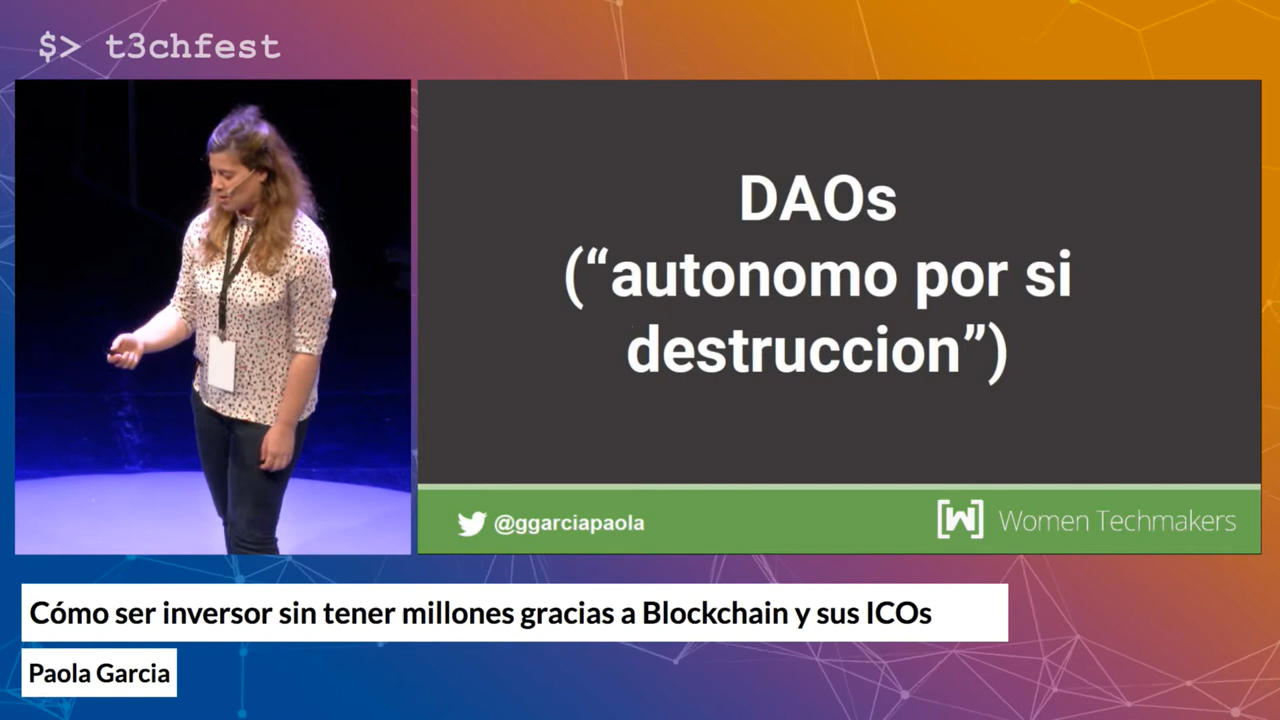 $> t3chfest
DAOs
(“autonomo por si
destruccion”)
@ggarciapaola
[W] Women Techmakers
Cómo ser inversor sin tener millones gracias a Blockchain y sus ICOs
Paola Garcia